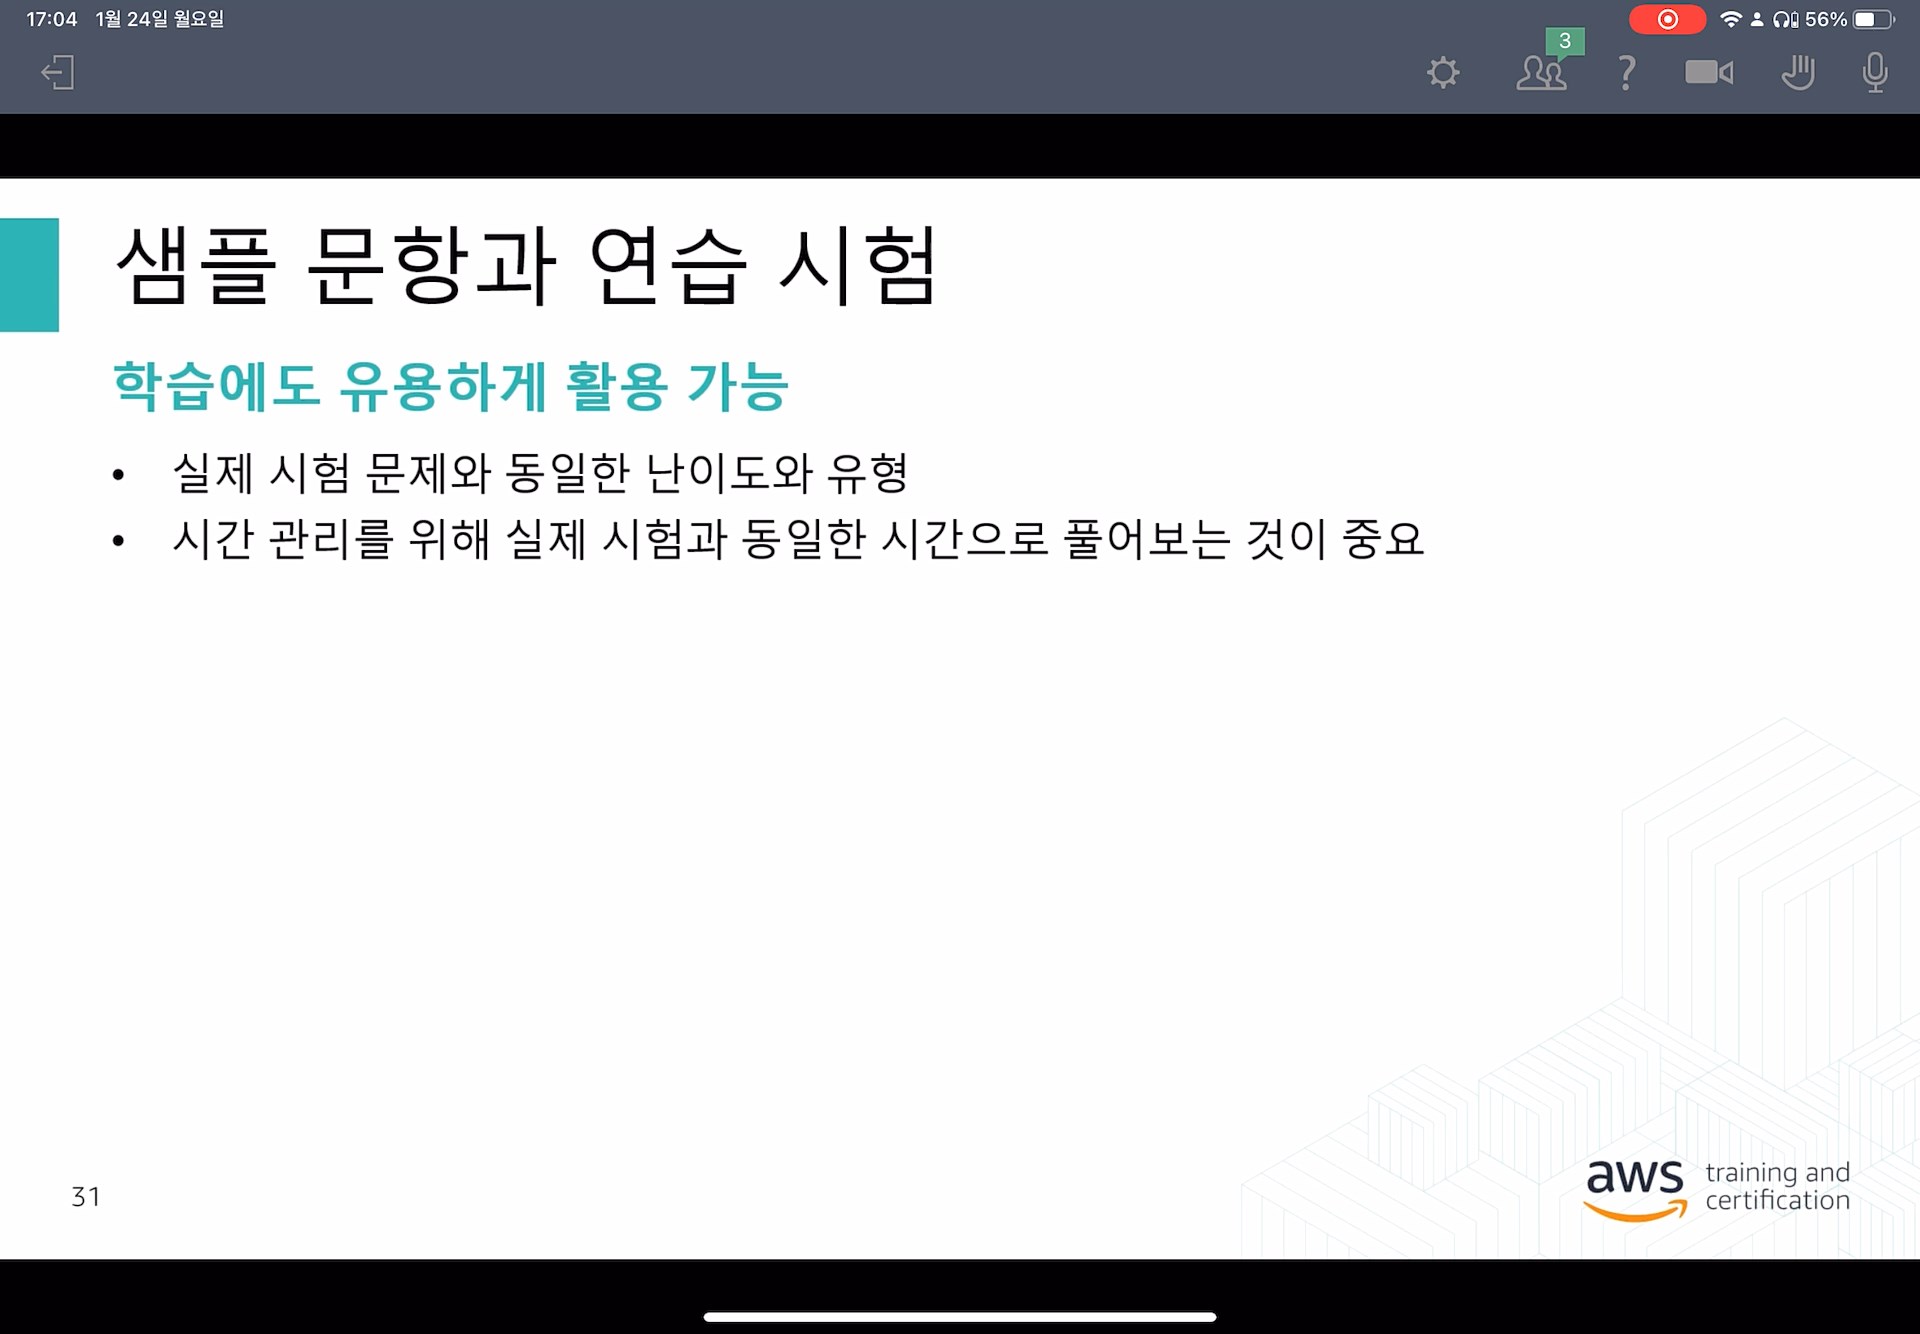 17:04 1월 24일 월요일
56%
3
샘플 문항과 연습 시험
학습에도 유용하게 활용 가능
• 실제 시험 문제와 동일한 난이도와 유형
• 시간 관리를 위해 실제 시험과 동일한 시간으로 풀어보는 것이 중요
31
aws training and
certification